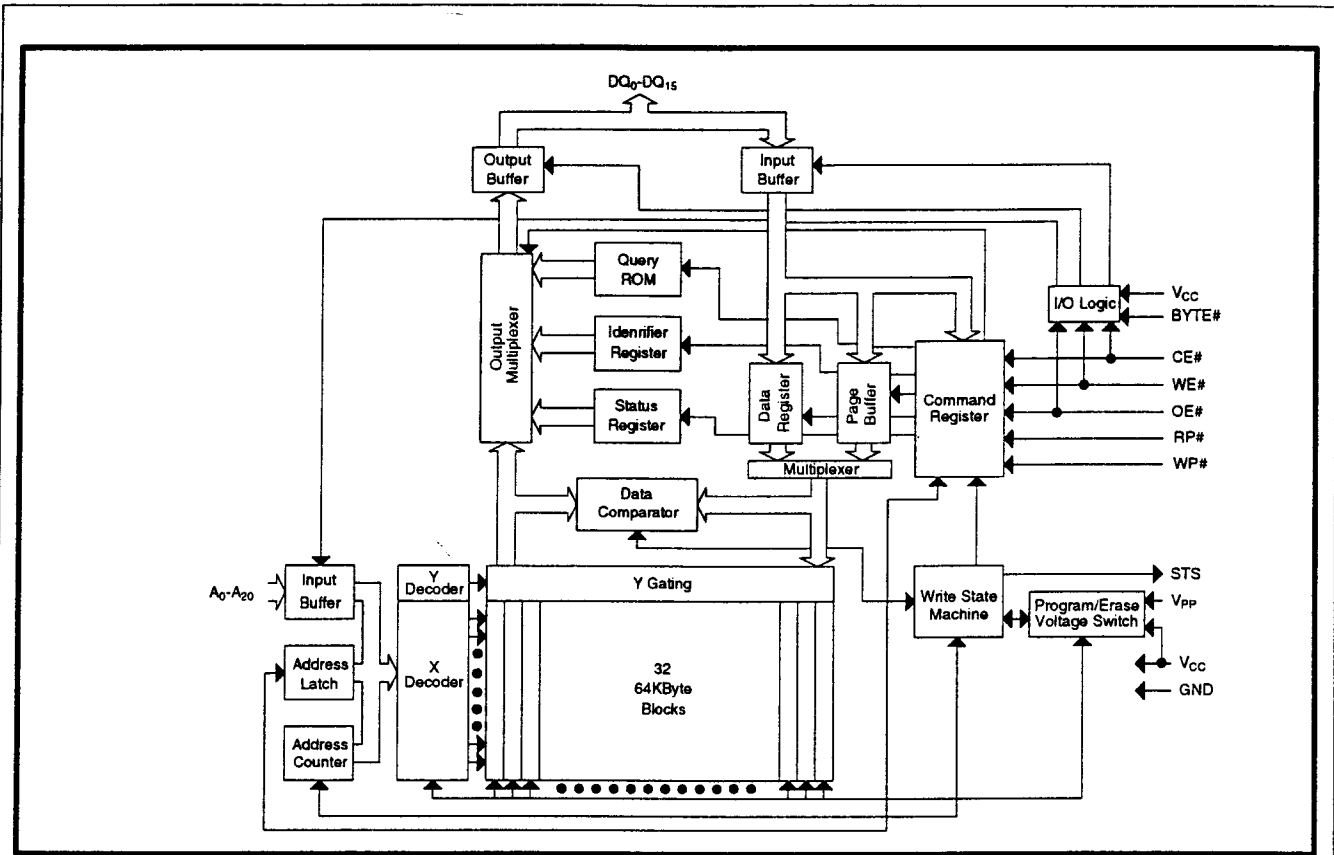 DQ0-DQ15
Output
Buffer
Input
Buffer
Output
Multiplexer
Query
ROM
Idenrifier
Register
Status
Register
Data
Register
Page
Buffer
Multiplexer
Command
Register
I/O Logic
VCC
BYTE#
CE#
WE#
OE#
RP#
WP#
Data
Comparator
A0-A20
Input
Buffer
Address
Latch
Address
Counter
Y
Decoder
X
Decoder
Y Gating
32
64KByte
Blocks
Write State
Machine
Program/Erase
Voltage Switch
STS
VPP
VCC
GND